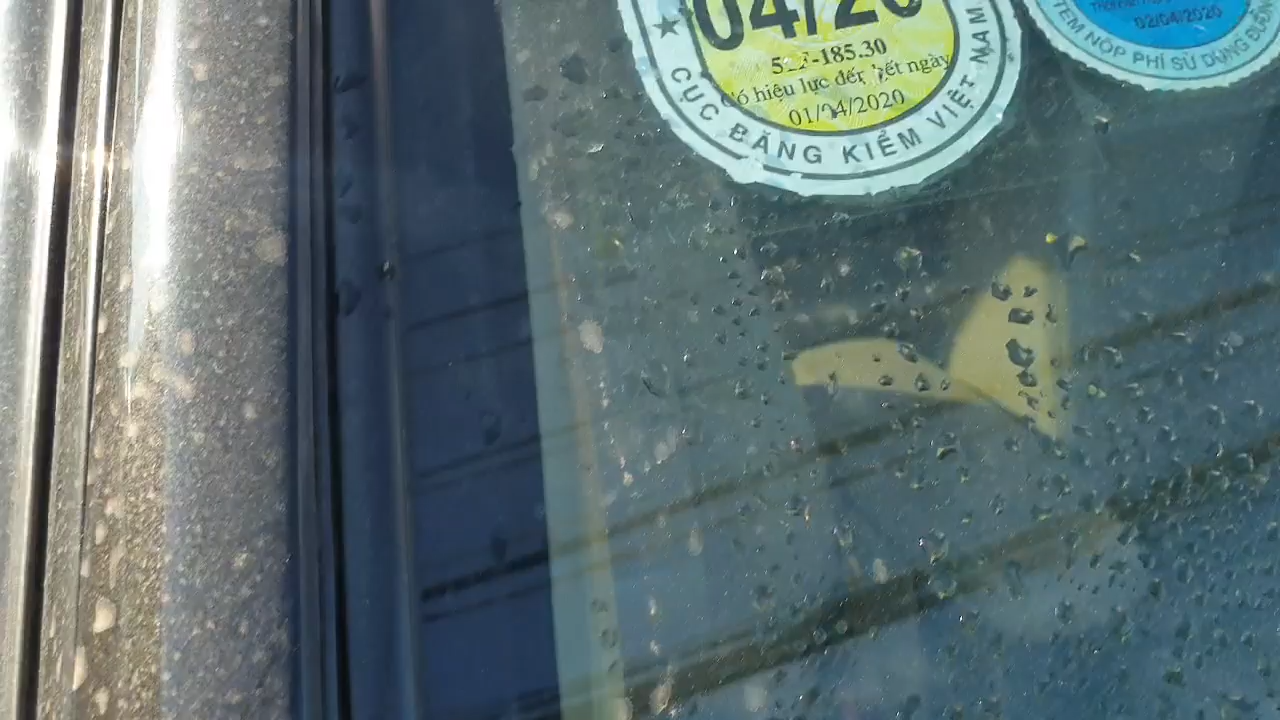 04/20
185.30
Có hiệu lực đến hết ngày
01/04/2020
CỤC ĐĂNG KIỂM VIỆT NAM
02/04/2020
TEM NỘP PHÍ SỬ DỤNG ĐƯỜNG